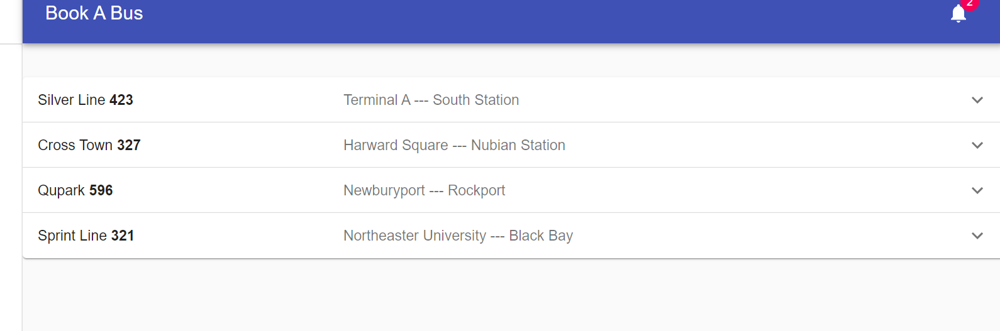 Book A Bus
2
Silver Line 423 Terminal A --- South Station
Cross Town 327 Harward Square --- Nubian Station
Qupark 596 Newburyport --- Rockport
Sprint Line 321 Northeaster University --- Black Bay